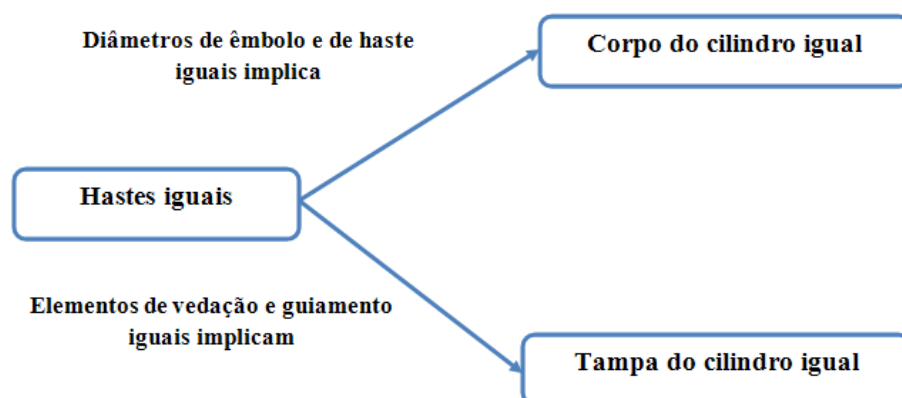 Diâmetros de êmbolo e de haste
iguais implica
Corpo do cilindro igual
Hastes iguais
Elementos de vedação e guiamento
iguais implicam
Tampa do cilindro igual